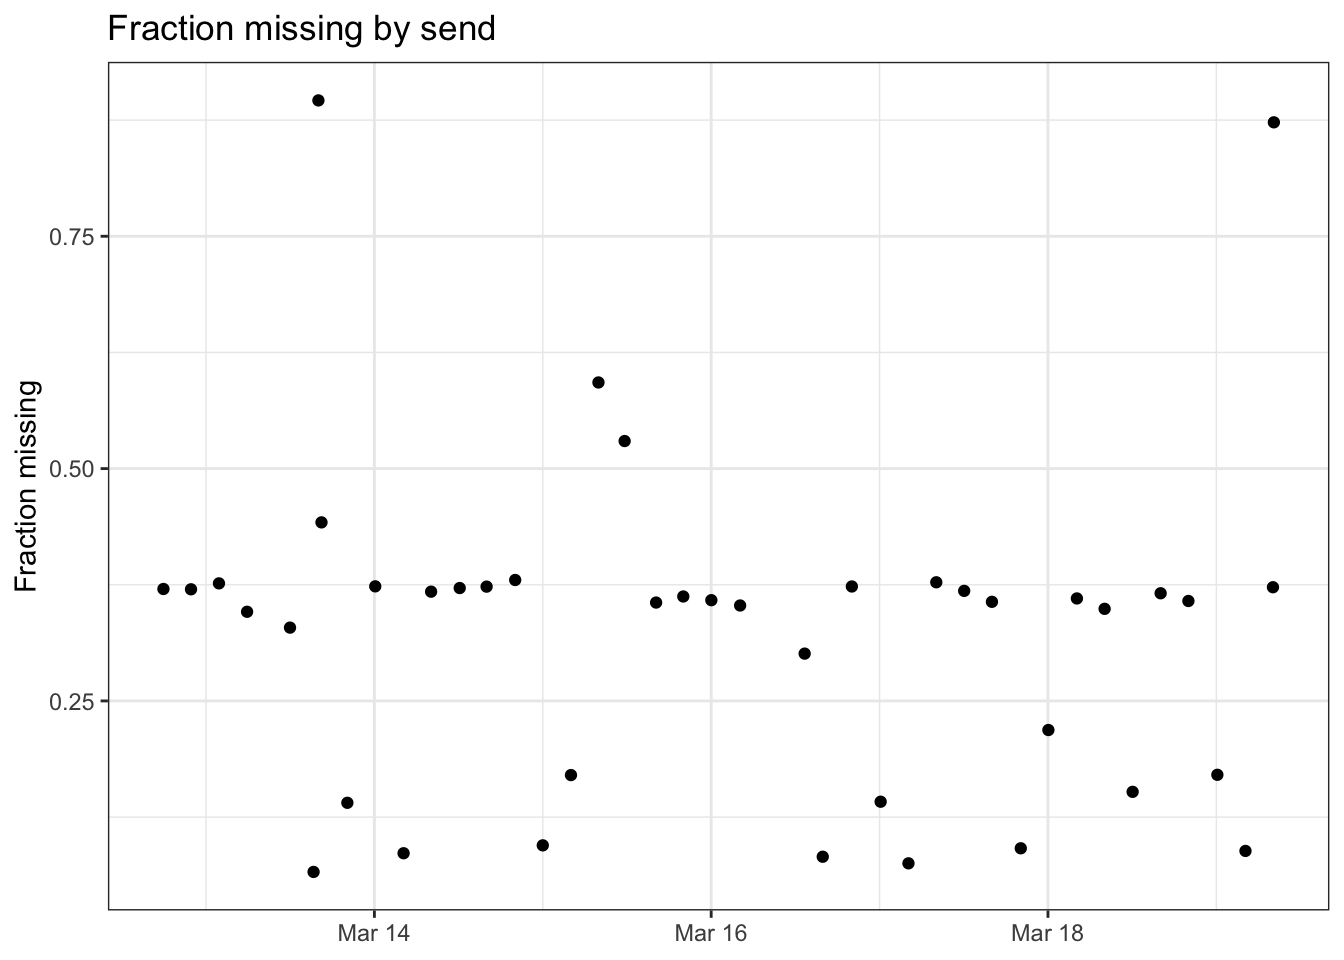 Fraction missing by send
Fraction missing
0.75
0.50
0.25
Mar 14
Mar 16
Mar 18